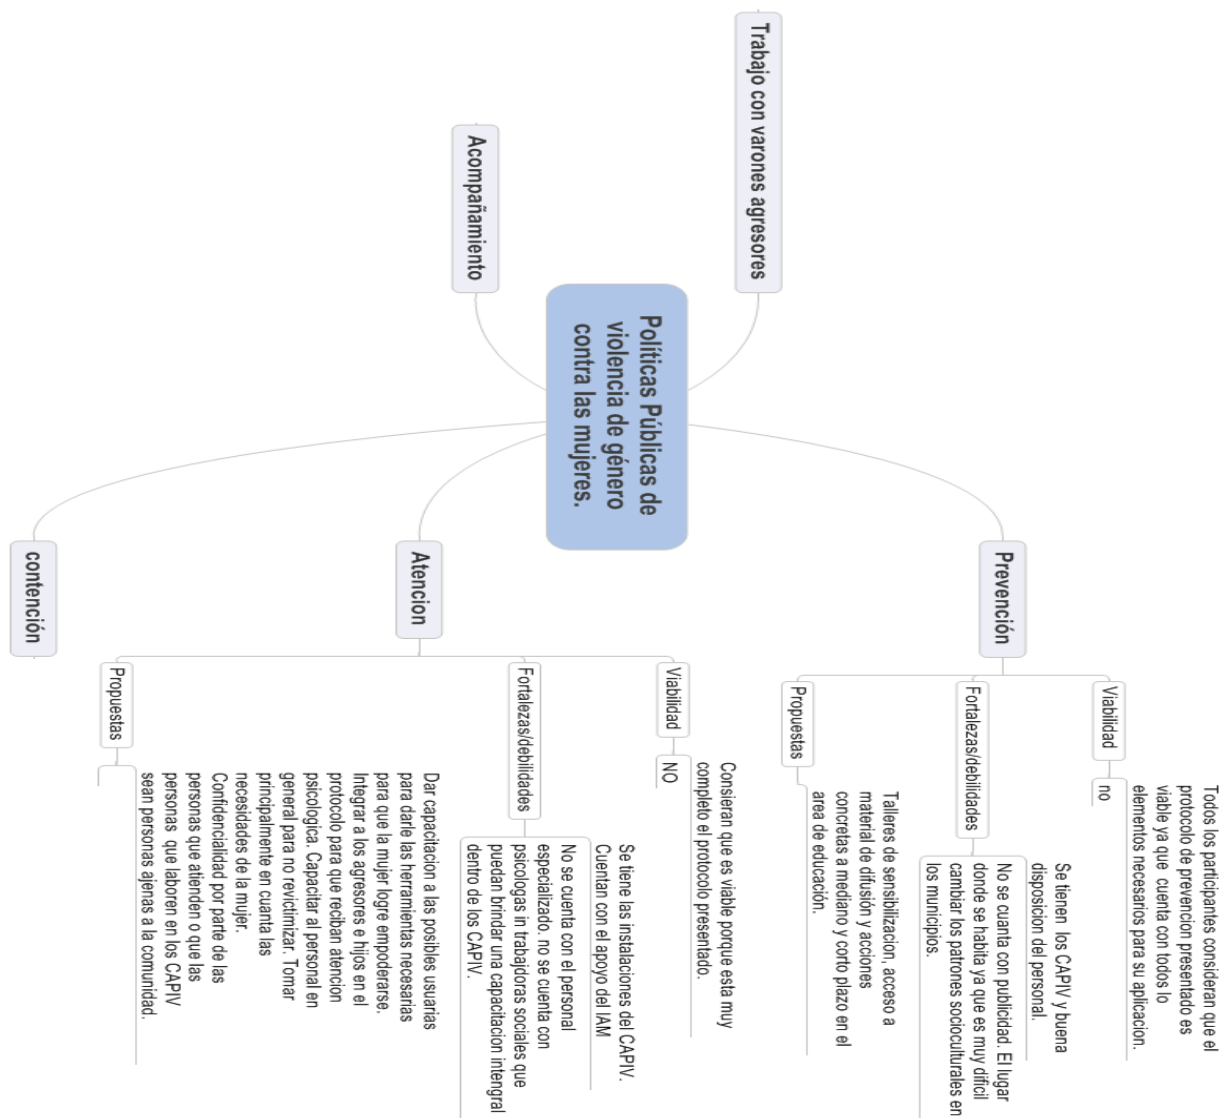 Políticas Públicas de
violencia de género
contra las mujeres.
Trabajo con varones agresores
Acompañamiento
Prevención
Viabilidad
Todos los participantes consideran que el
protocolo de prevencion presentado es
viable ya que cuenta con todos lo
elementos necesarios para su aplicacion.
no
Fortalezas/debilidades
Se tienen los CAPIV y buena
disposicion del personal.
No se cuanta con publicidad. El lugar
donde se habita ya que es muy dificil
cambiar los patrones socioculturales en
los municipios.
Propuestas
Talleres de sensibilizacion, acceso a
material de difusión y acciones
concretas a mediano y corto plazo en el
area de educación.
Atencion
Viabilidad
Consieran que es viable porque esta muy
completo el protocolo presentado.
NO
Fortalezas/debilidades
Se tiene las instalaciones del CAPIV.
Cuentan con el apoyo del IAM
No se cuenta con el personal
especializado. no se cuenta con
psicologas in trabajdoras sociales que
puedan brindar una capacitacion intengral
dentro de los CAPIV.
Propuestas
Dar capacitacion a las posibles usuarias
para darle las herramientas necesarias
para que la mujer logre empoderarse.
Integrar a los agresores e hijos en el
protocolo para que reciban atencion
psicologica. Capacitar al personal en
general para no revictimizar. Tomar
principalmente en cuanta las
necesidades de la mujer.
Confidencialidad por parte de las
personas que atienden o que las
personas que laboren en los CAPIV
sean personas ajenas a la comunidad.
contención